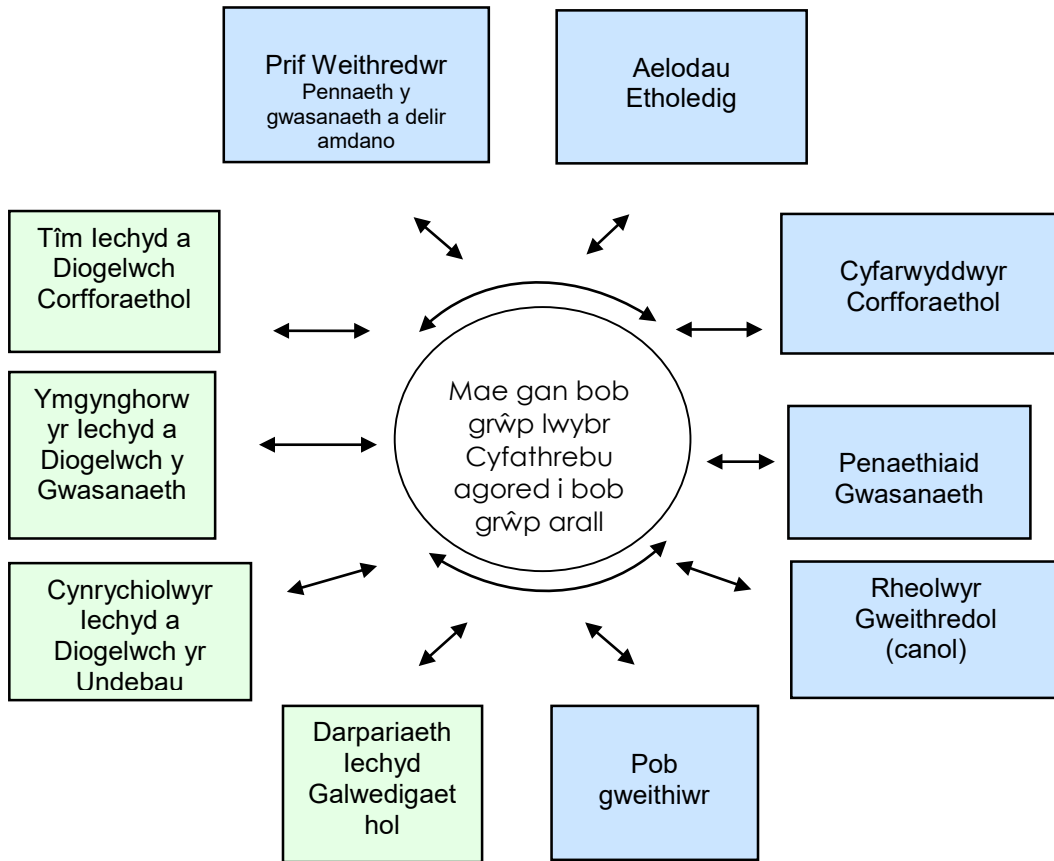 Prif Weithredwr
Pennaeth y
gwasanaeth a delir
amdano
Aelodau
Etholedig
Tîm Iechyd a
Diogelwch
Corfforaethol
Cyfarwyddwyr
Corfforaethol
Ymgynghorw
yr Iechyd a
Diogelwch y
Gwasanaeth
Mae gan bob
grŵp lwybr
Cyfathrebu
agored i bob
grŵp arall
Penaethiaid
Gwasanaeth
Cynrychiolwyr
Iechyd a
Diogelwch yr
Undebau
Rheolwyr
Gweithredol
(canol)
Darpariaeth
Iechyd
Galwedigaet
hol
Pob
gweithiwr